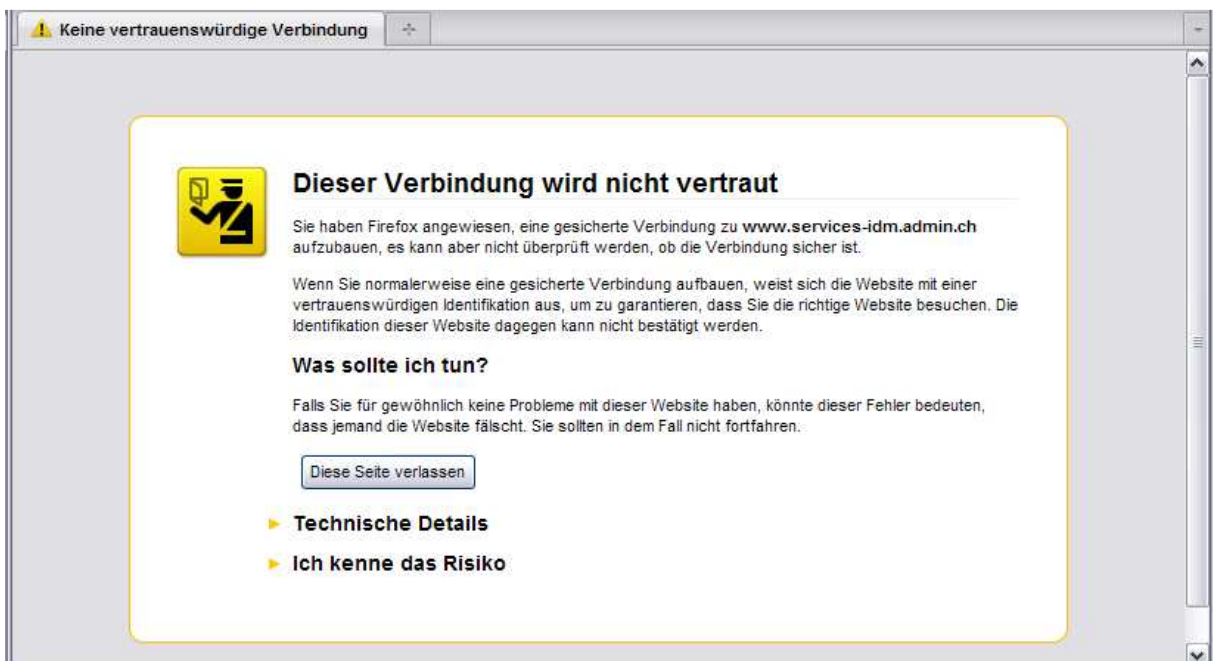 Keine vertrauenswürdige Verbindung
Dieser Verbindung wird nicht vertraut
Sie haben Firefox angewiesen, eine gesicherte Verbindung zu www.services-idm.admin.ch
aufzubauen, es kann aber nicht überprüft werden, ob die Verbindung sicher ist.
Wenn Sie normalerweise eine gesicherte Verbindung aufbauen, weist sich die Website mit einer
vertrauenswürdigen Identifikation aus, um zu garantieren, dass Sie die richtige Website besuchen. Die
Identifikation dieser Website dagegen kann nicht bestätigt werden.
Was sollte ich tun?
Falls Sie für gewöhnlich keine Probleme mit dieser Website haben, könnte dieser Fehler bedeuten,
dass jemand die Website fälscht. Sie sollten in dem Fall nicht fortfahren.
Diese Seite verlassen
Technische Details
Ich kenne das Risiko